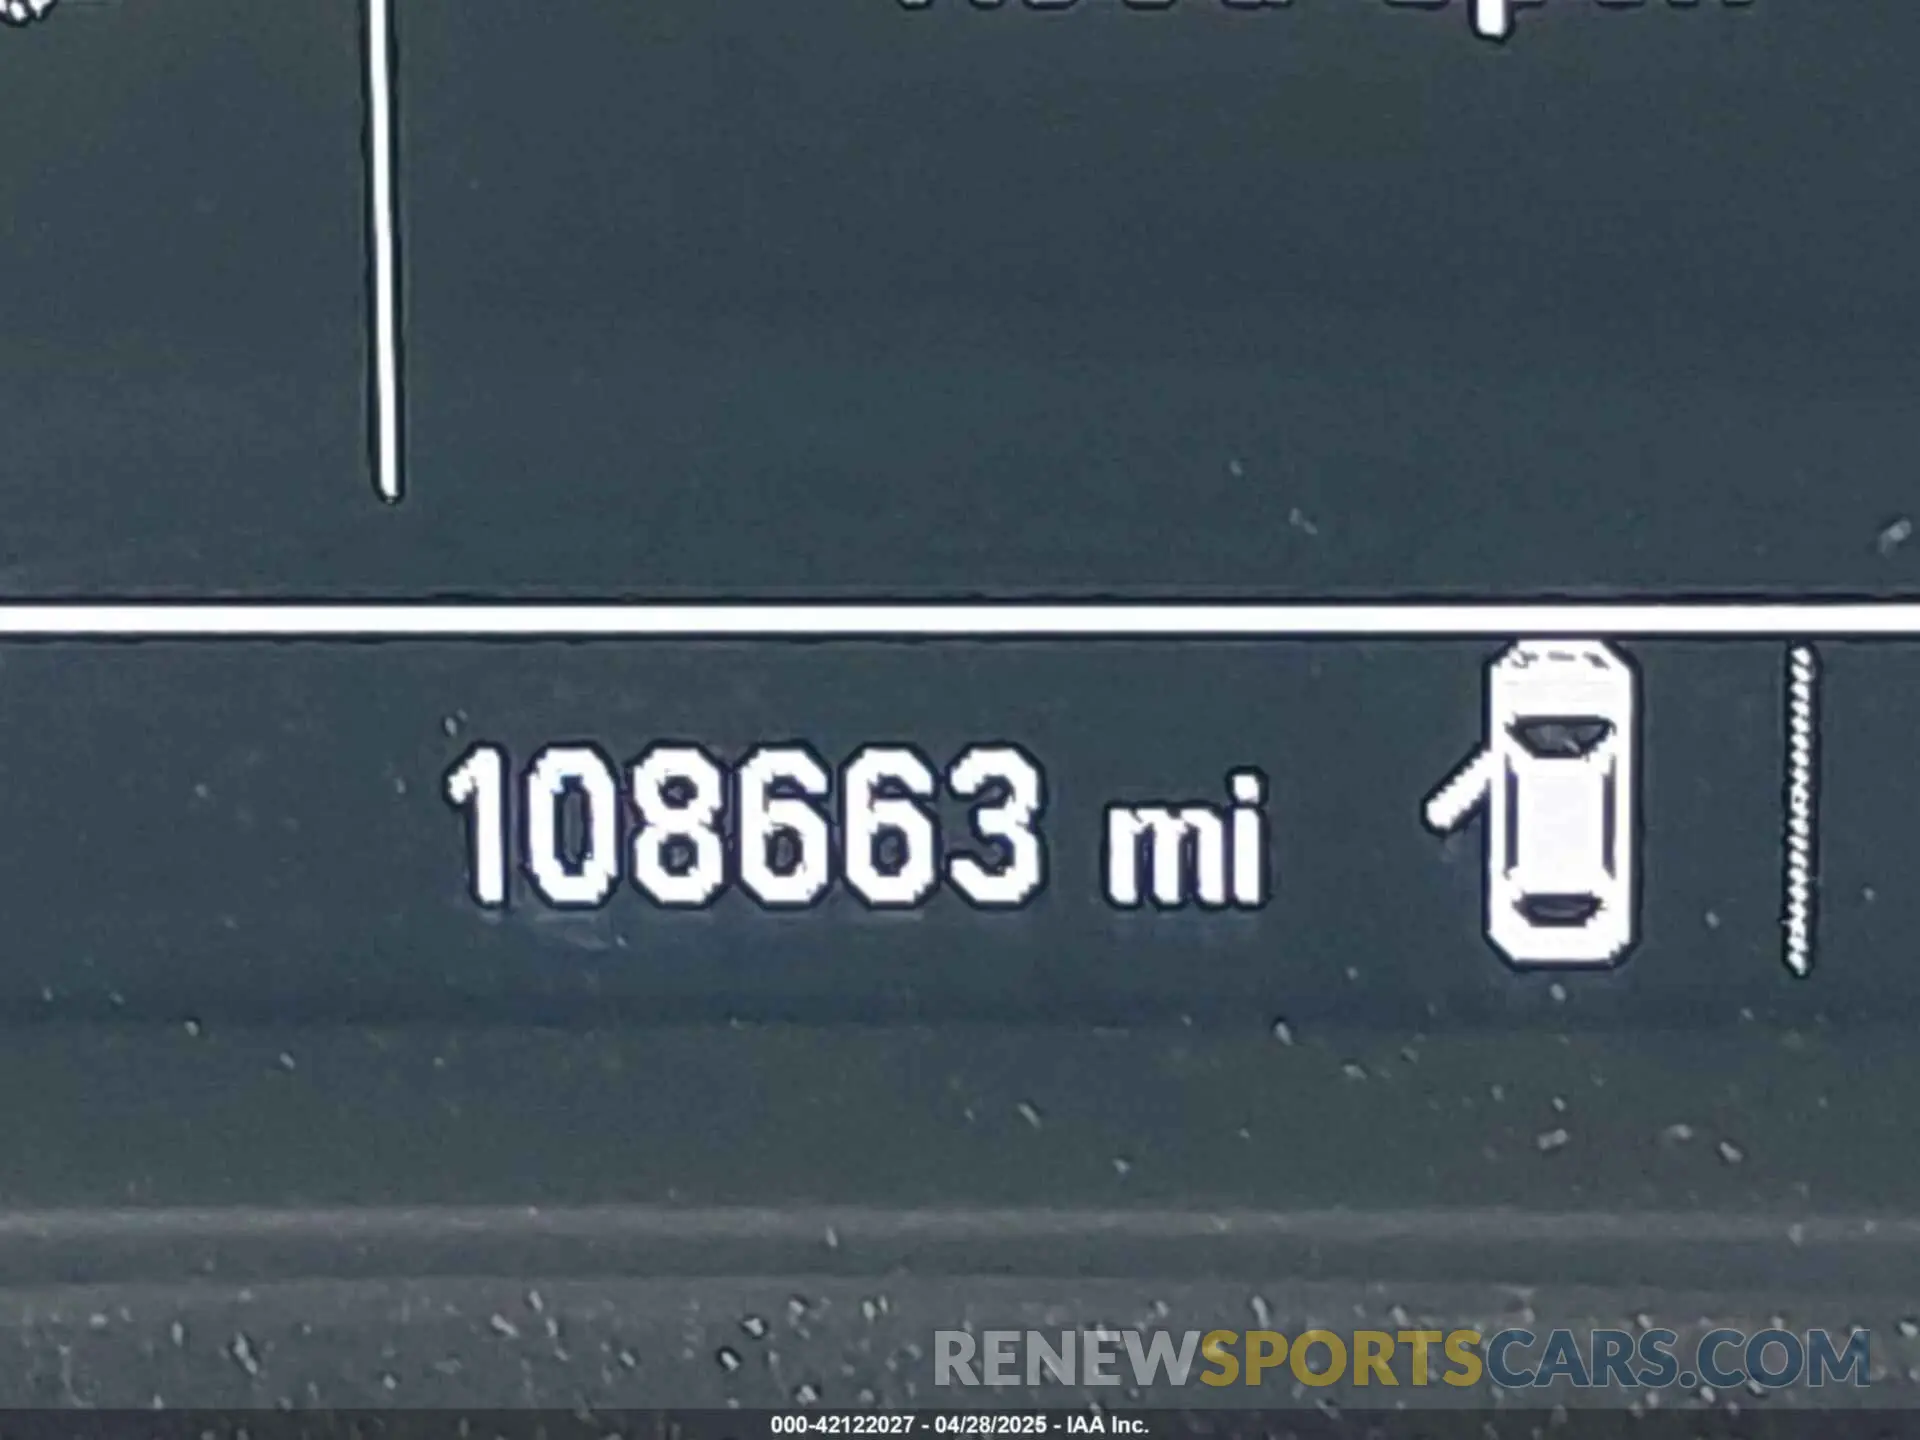 108663 mi
RENEWSPORTSCARS.COM
000-42122027 - 04/28/2025 - IAA Inc.